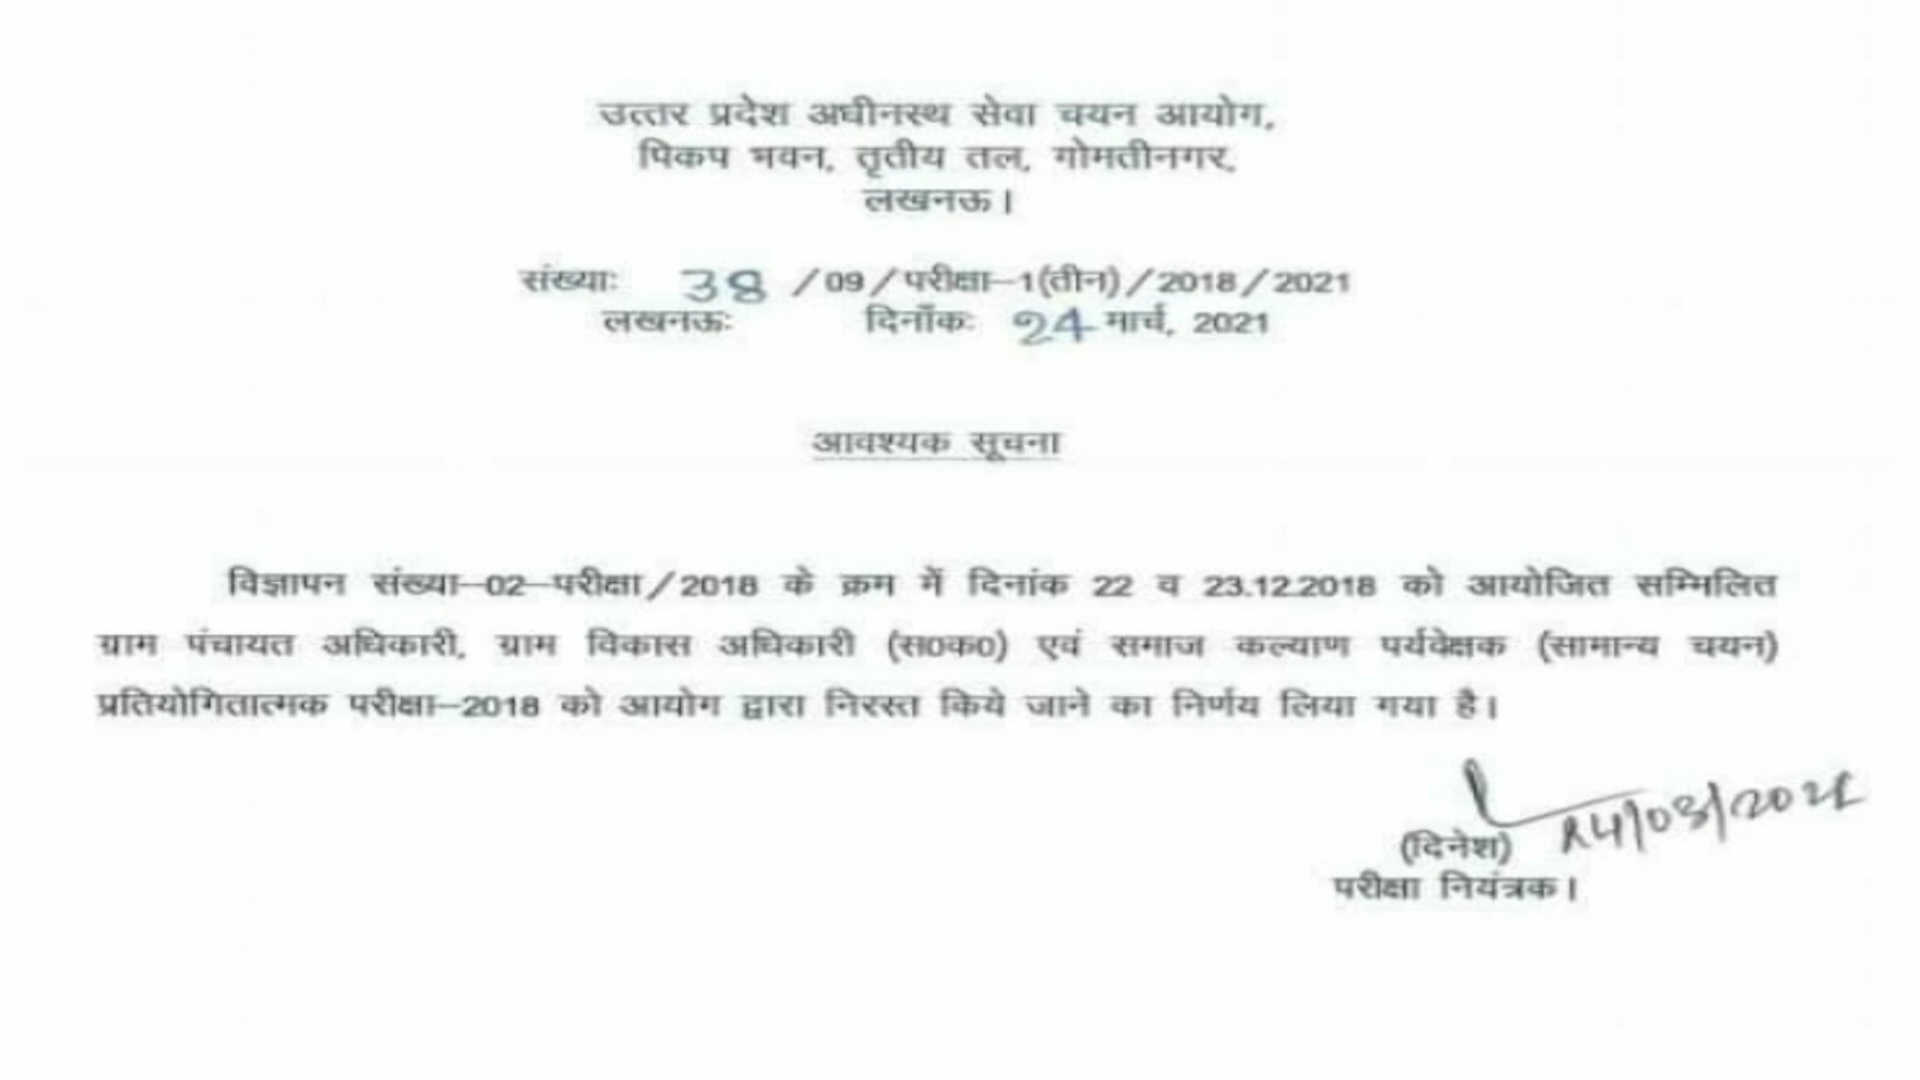 उत्तर प्रदेश अधीनस्थ सेवा चयन आयोग,
पिकप भवन, तृतीय तल, गोमतीनगर,
लखनऊ।
संख्याः 38 /09/परीक्षा-1(तीन)/2018/2021
लखनऊः दिनाँकः 24 मार्च, 2021
आवश्यक सूचना
विज्ञापन संख्या-02-परीक्षा/2018 के क्रम में दिनांक 22 व 23.12.2018 को आयोजित सम्मिलित
ग्राम पंचायत अधिकारी, ग्राम विकास अधिकारी (स0क0) एवं समाज कल्याण पर्यवेक्षक (सामान्य चयन)
प्रतियोगितात्मक परीक्षा-2018 को आयोग द्वारा निरस्त किये जाने का निर्णय लिया गया है।
24/03/2021
(दिनेश)
परीक्षा नियंत्रक।